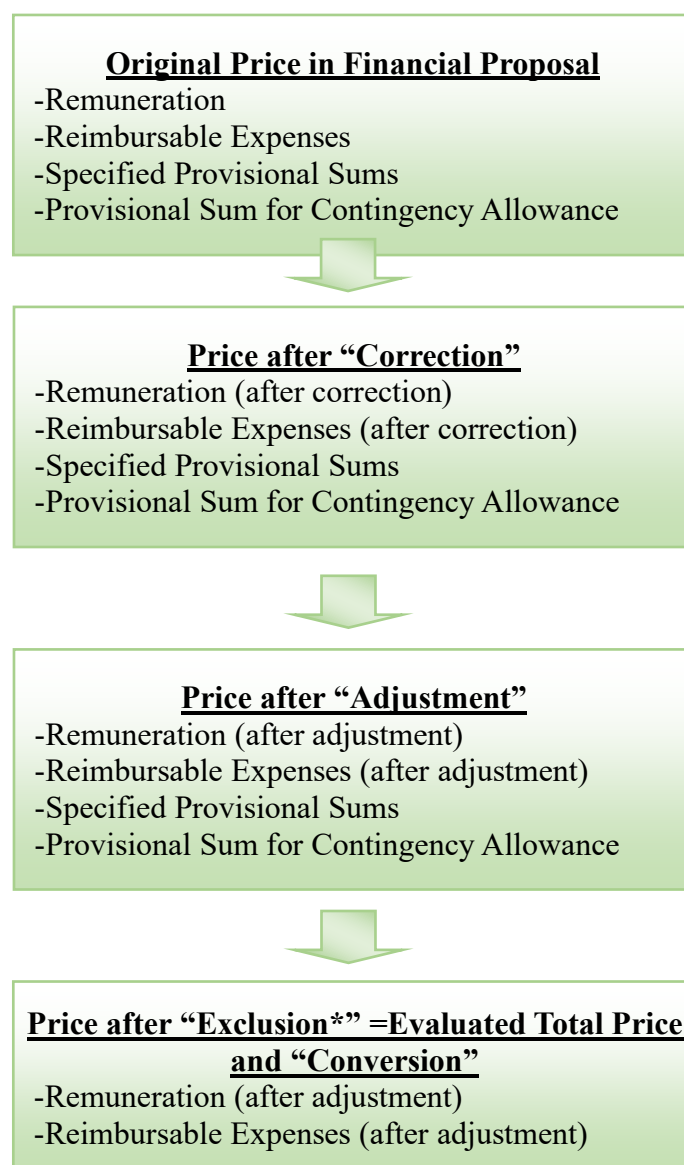 Original Price in Financial Proposal
-Remuneration
-Reimbursable Expenses
-Specified Provisional Sums
-Provisional Sum for Contingency Allowance
Price after “Correction”
-Remuneration (after correction)
-Reimbursable Expenses (after correction)
-Specified Provisional Sums
-Provisional Sum for Contingency Allowance
Price after “Adjustment”
-Remuneration (after adjustment)
-Reimbursable Expenses (after adjustment)
-Specified Provisional Sums
-Provisional Sum for Contingency Allowance
Price after “Exclusion*” =Evaluated Total Price
and “Conversion”
-Remuneration (after adjustment)
-Reimbursable Expenses (after adjustment)